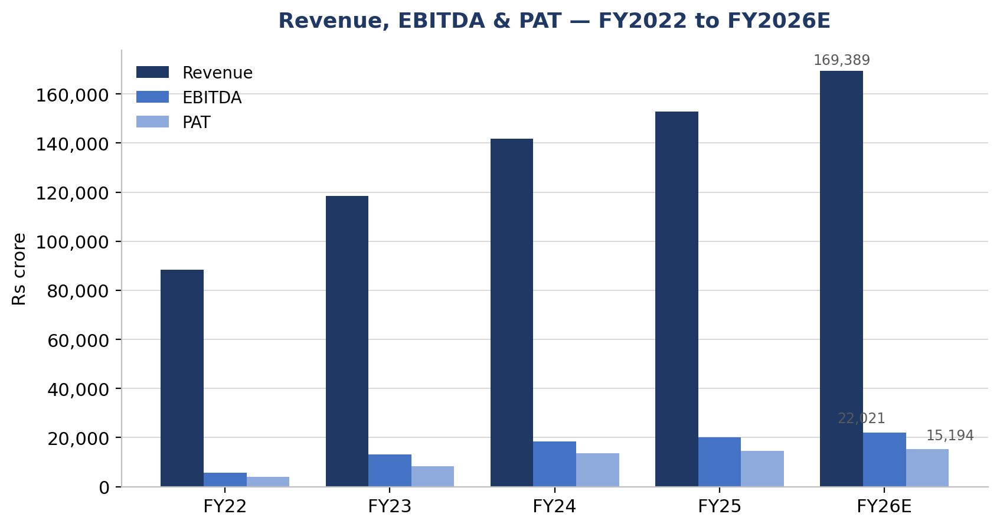 Revenue, EBITDA & PAT — FY2022 to FY2026E
Revenue
EBITDA
PAT
Rs crore
160,000
140,000
120,000
100,000
80,000
60,000
40,000
20,000
0
169,389
22,021
15,194
FY22
FY23
FY24
FY25
FY26E